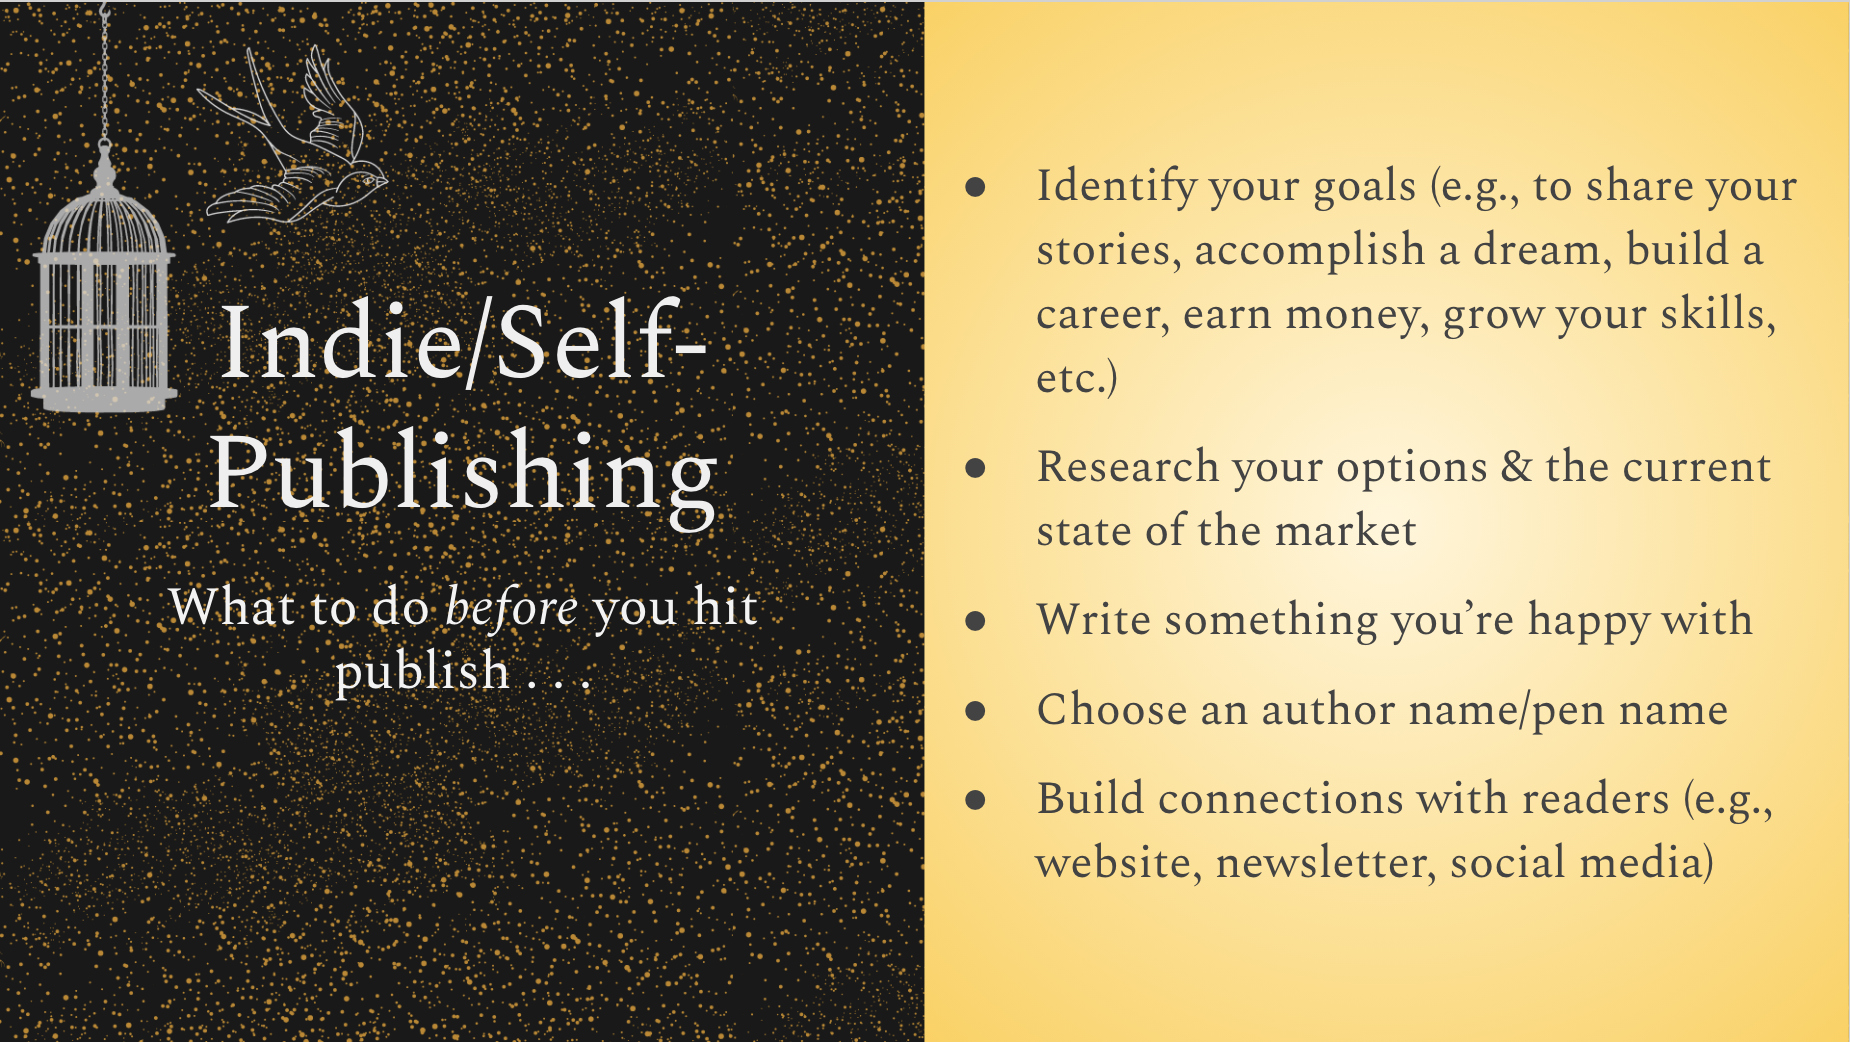 Indie/Self-
Publishing
What to do before you hit
publish . . .
● Identify your goals (e.g., to share your
stories, accomplish a dream, build a
career, earn money, grow your skills,
etc.)
● Research your options & the current
state of the market
● Write something you’re happy with
● Choose an author name/pen name
● Build connections with readers (e.g.,
website, newsletter, social media)